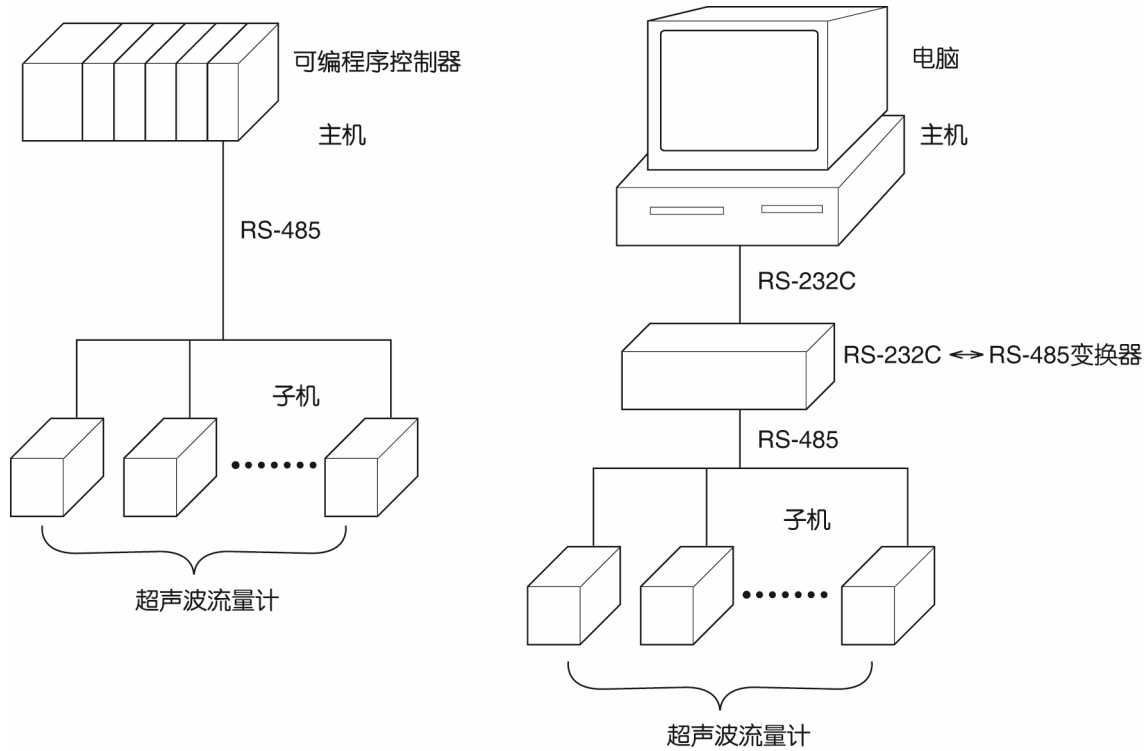 可编程序控制器
主机
RS-485
子机
超声波流量计
电脑
主机
RS-232C
RS-232C ↔ RS-485变换器
RS-485
子机
超声波流量计